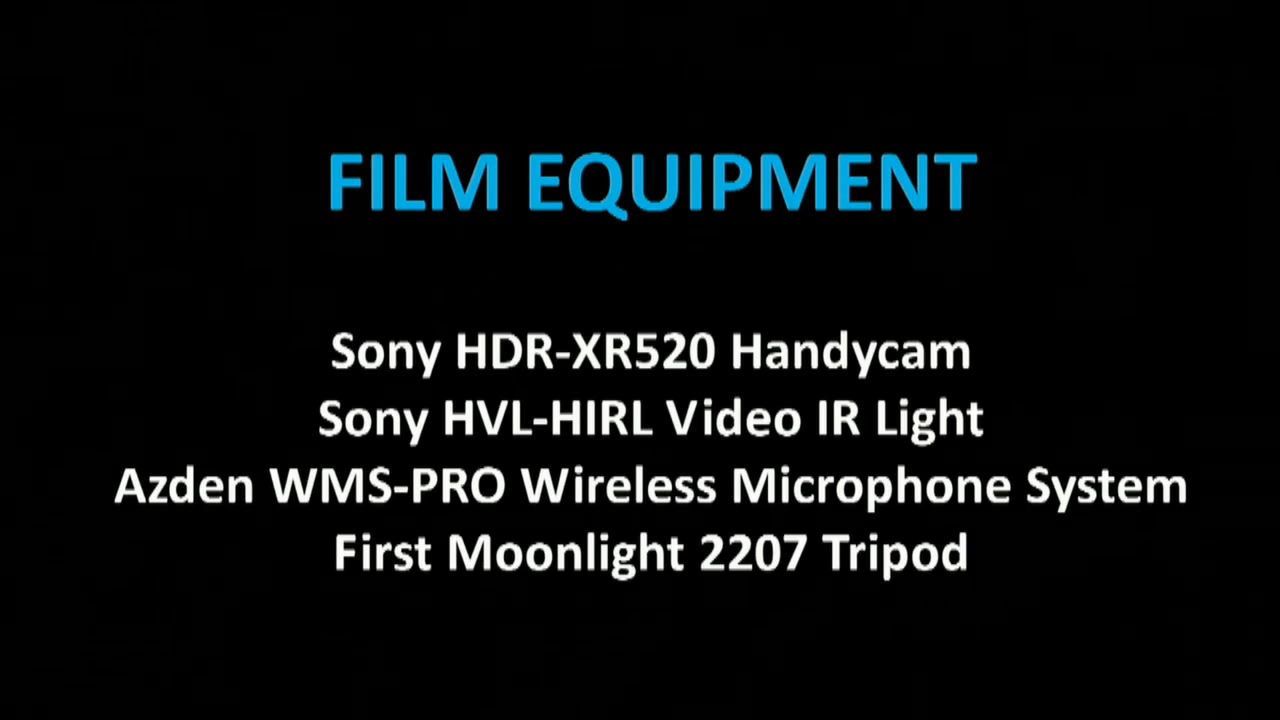 FILM EQUIPMENT
Sony HDR-XR520 Handycam
Sony HVL-HIRL Video IR Light
Azden WMS-PRO Wireless Microphone System
First Moonlight 2207 Tripod